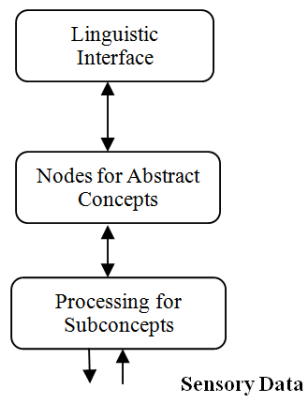 Linguistic
Interface
Nodes for Abstract
Concepts
Processing for
Subconcepts
Sensory Data